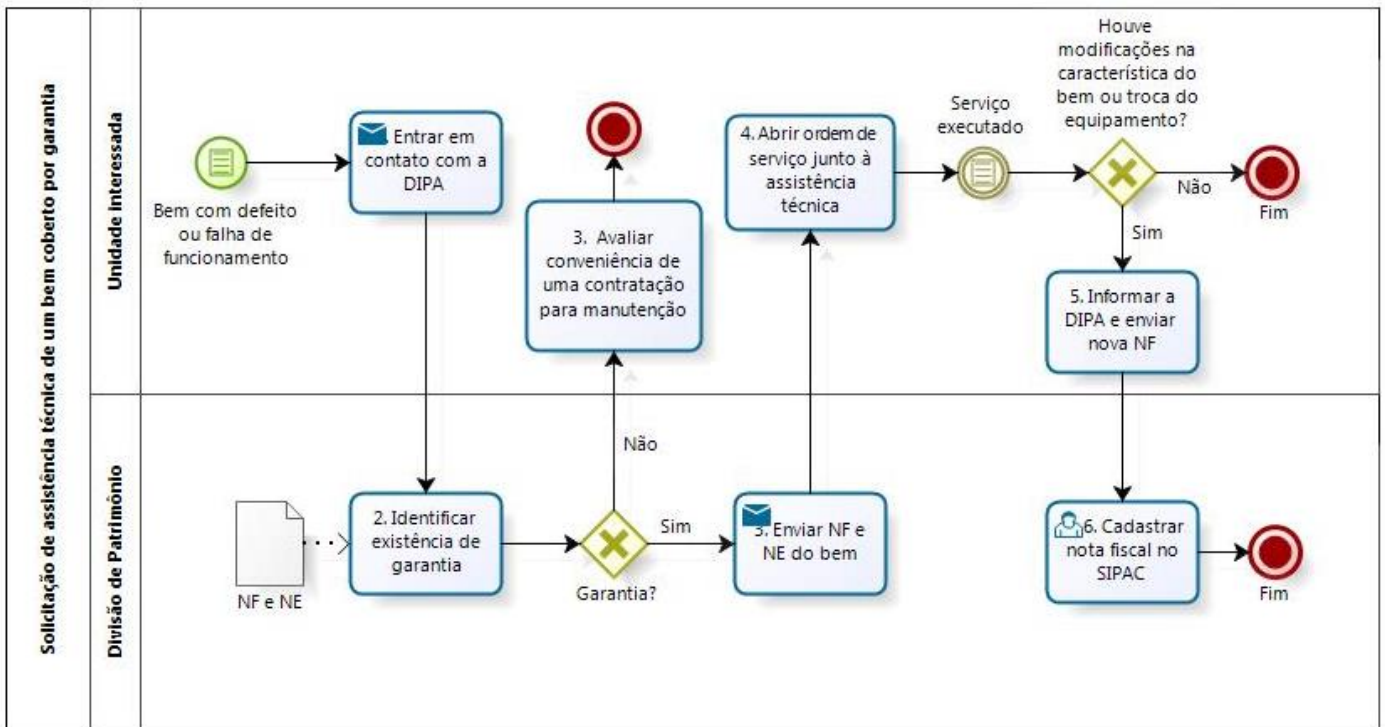 Solicitação de assistência técnica de um bem coberto por garantia
Unidade interessada
Bem com defeito
ou falha de
funcionamento
. Entrar em
contato com a
DIPA
3. Avaliar
conveniência de
uma contratação
para manutenção
4. Abrir ordem de
serviço junto à
assistência
técnica
Serviço
executado
Houve
modificações na
característica do
bem ou troca do
equipamento?
Não
Fim
Sim
5. Informar a
DIPA e enviar
nova NF
Divisão de Patrimônio
NF e NE
2. Identificar
existência de
garantia
Garantia?
Não
Sim
3. Enviar NF e
NE do bem
6. Cadastrar
nota fiscal no
SIPAC
Fim